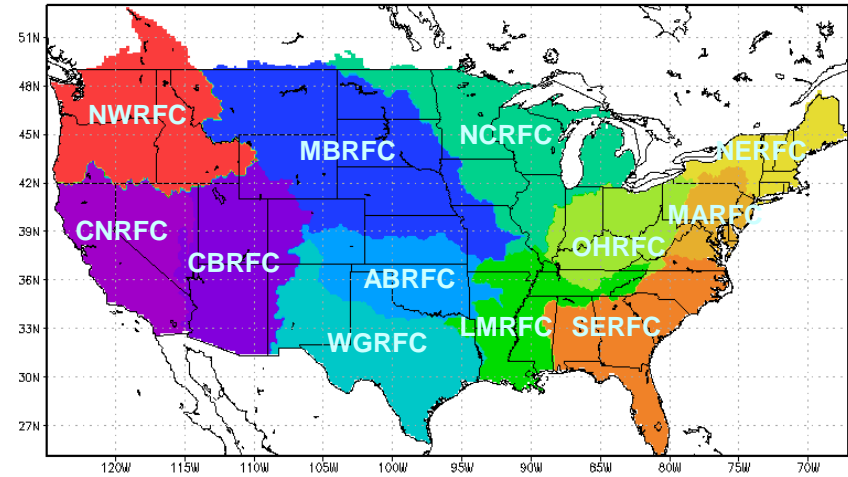 51N
48N
NWRFC
NCRFC
45N
MBRFC
NERFC
42N
MARFC
39N
CNRFC
OHRFC
CBRFC
36N
ABRFC
33N
LMRFC
SERFC
WGRFC
30N
27N
120W 115W 110W 105W 100W 95W 90W 85W 80W 75W 70W